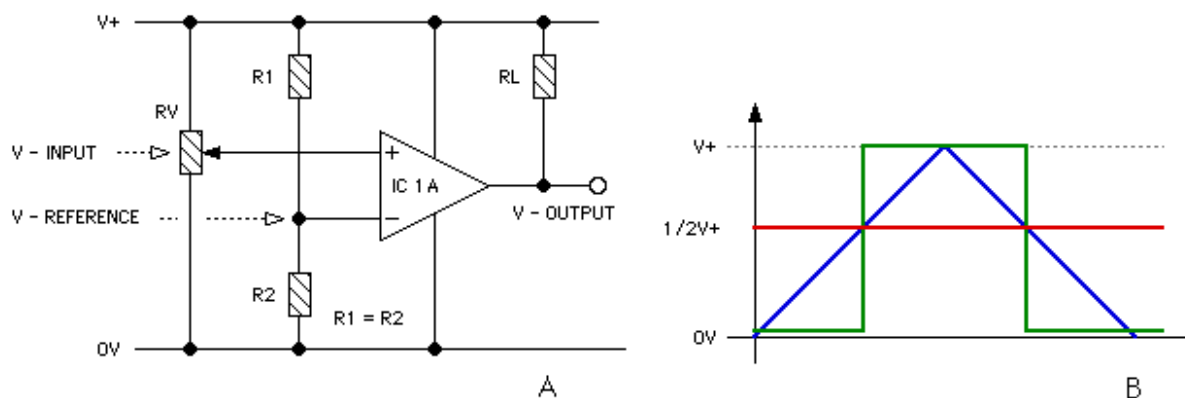 V+
R1
RL
RV
V - INPUT
+
IC 1A
V - REFERENCE
−
V - OUTPUT
R2
R1 = R2
0V
A
V+
1/2V+
0V
B